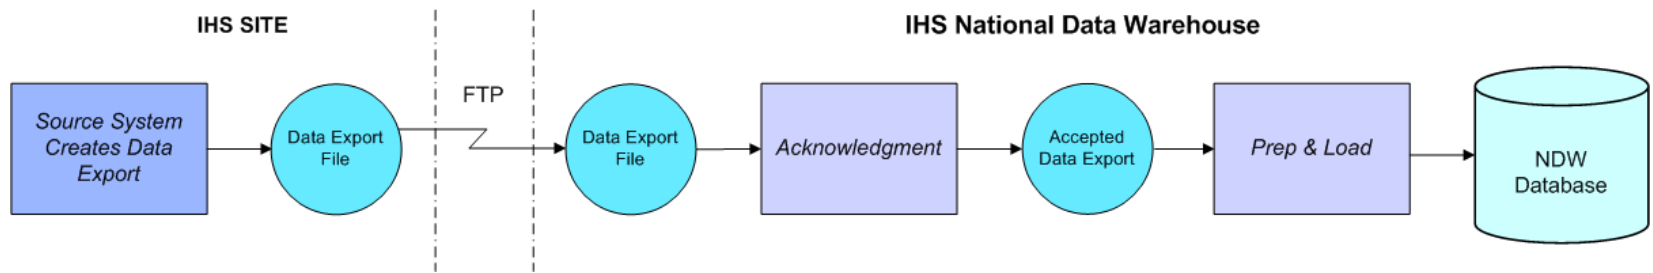 IHS SITE
IHS National Data Warehouse
Source System
Creates Data
Export
Data Export
File
FTP
Data Export
File
Acknowledgment
Accepted
Data Export
Prep & Load
NDW
Database